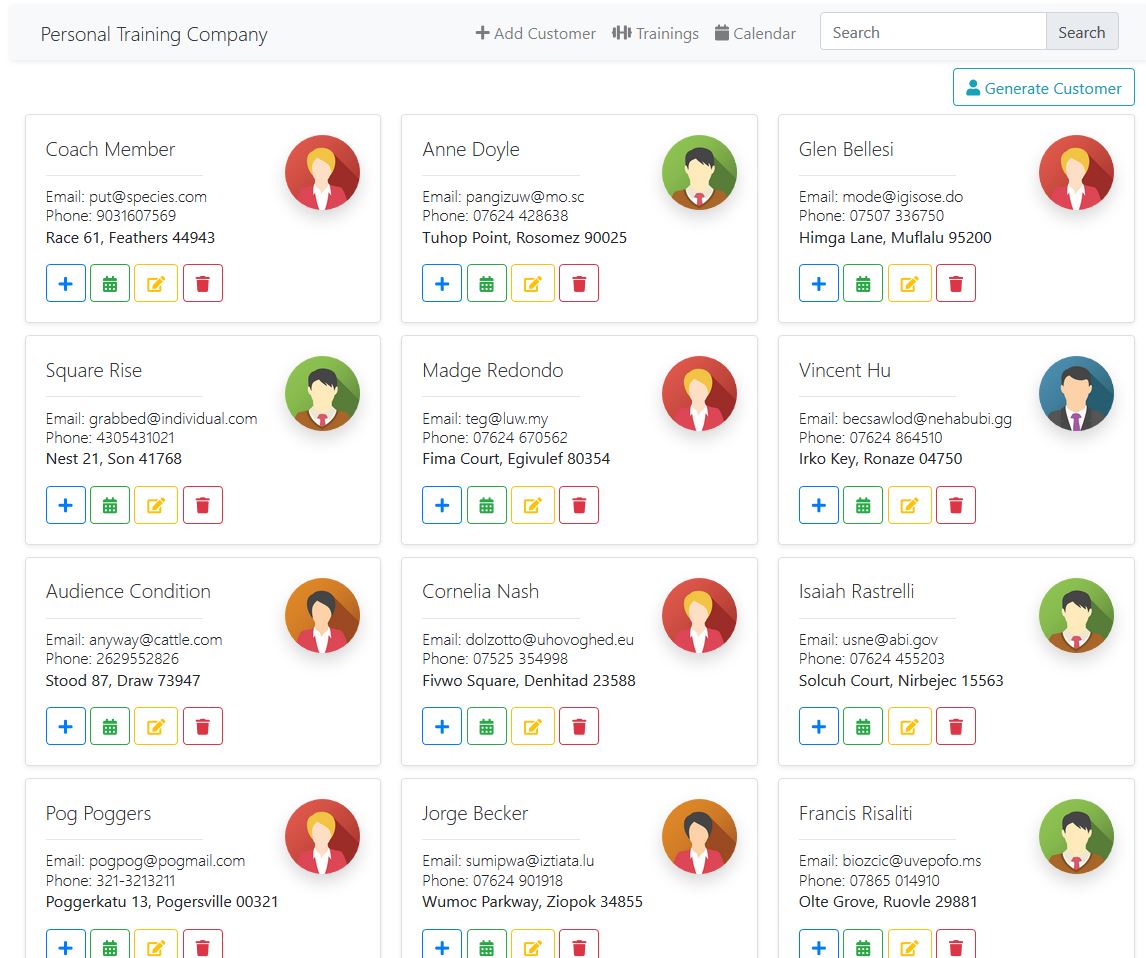 Personal Training Company
Add Customer
Trainings
Calendar
Search
Search
Generate Customer
Coach Member
Email: put@species.com
Phone: 9031607569
Race 61, Feathers 44943
Anne Doyle
Email: pangizuw@mo.sc
Phone: 07624 428638
Tuhop Point, Rosomez 90025
Glen Bellesi
Email: mode@igisose.do
Phone: 07507 336750
Himga Lane, Muflalu 95200
Square Rise
Email: grabbed@individual.com
Phone: 4305431021
Nest 21, Son 41768
Madge Redondo
Email: teg@luw.my
Phone: 07624 670562
Fima Court, Egivulef 80354
Vincent Hu
Email: becsawlod@nehabubi.gg
Phone: 07624 864510
Irko Key, Ronaze 04750
Audience Condition
Email: anyway@cattle.com
Phone: 2629552826
Stood 87, Draw 73947
Cornelia Nash
Email: dolzotto@uhovoghed.eu
Phone: 07525 354998
Fivwo Square, Denhitad 23588
Isaiah Rastrelli
Email: usne@abi.gov
Phone: 07624 455203
Solcuh Court, Nirbejec 15563
Pog Poggers
Email: pogpog@pogmail.com
Phone: 321-3213211
Poggerkatu 13, Pogersville 00321
Jorge Becker
Email: sumipwa@iztiata.lu
Phone: 07624 901918
Wumoc Parkway, Ziopok 34855
Francis Risaliti
Email: biozcic@uvepofo.ms
Phone: 07865 014910
Olte Grove, Ruovle 29881